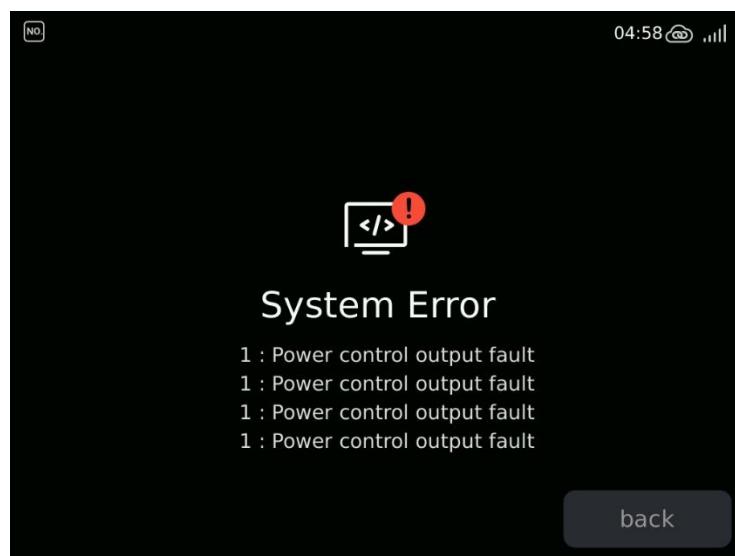 NO.
04:58
</>
!
System Error
1 : Power control output fault
1 : Power control output fault
1 : Power control output fault
1 : Power control output fault
back